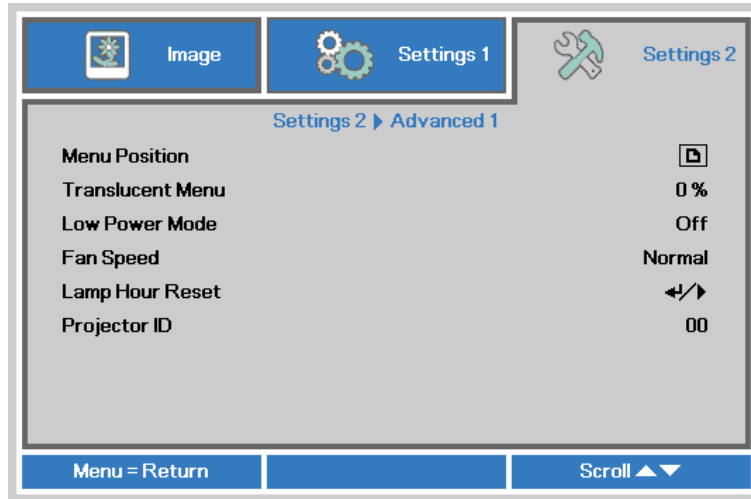 Image Settings 1 Settings 2
Settings 2 ▶ Advanced 1
Menu Position
Translucent Menu 0 %
Low Power Mode Off
Fan Speed Normal
Lamp Hour Reset ↵/▶
Projector ID 00
Menu = Return Scroll ▲▼